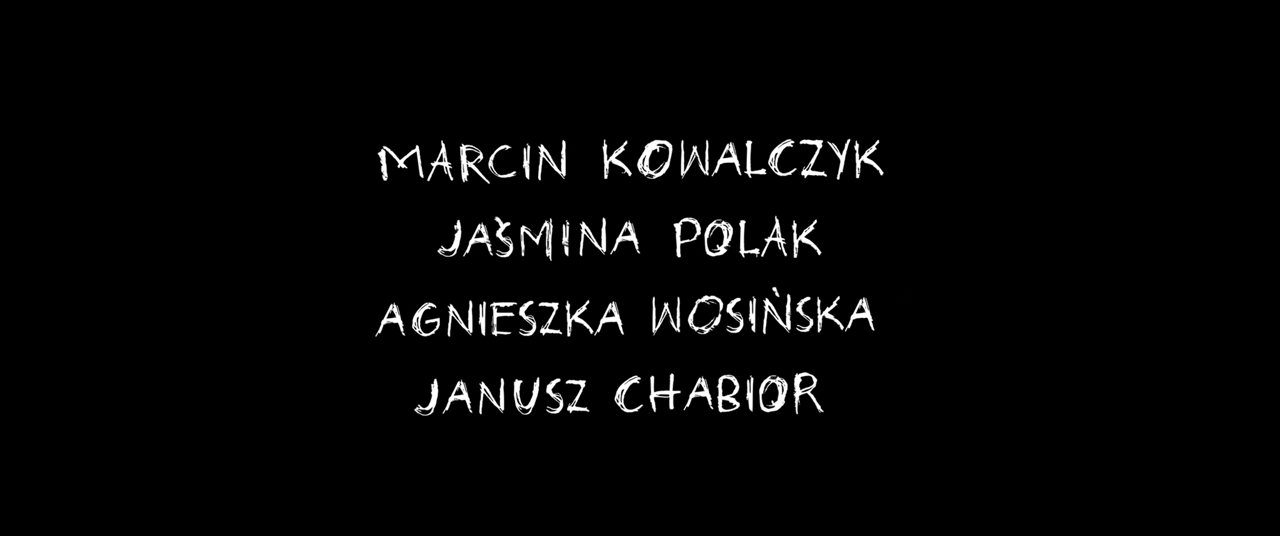 MARCIN KOWALCZYK
JAŚMINA POLAK
AGNIESZKA WOSIŃSKA
JANUSZ CHABIOR